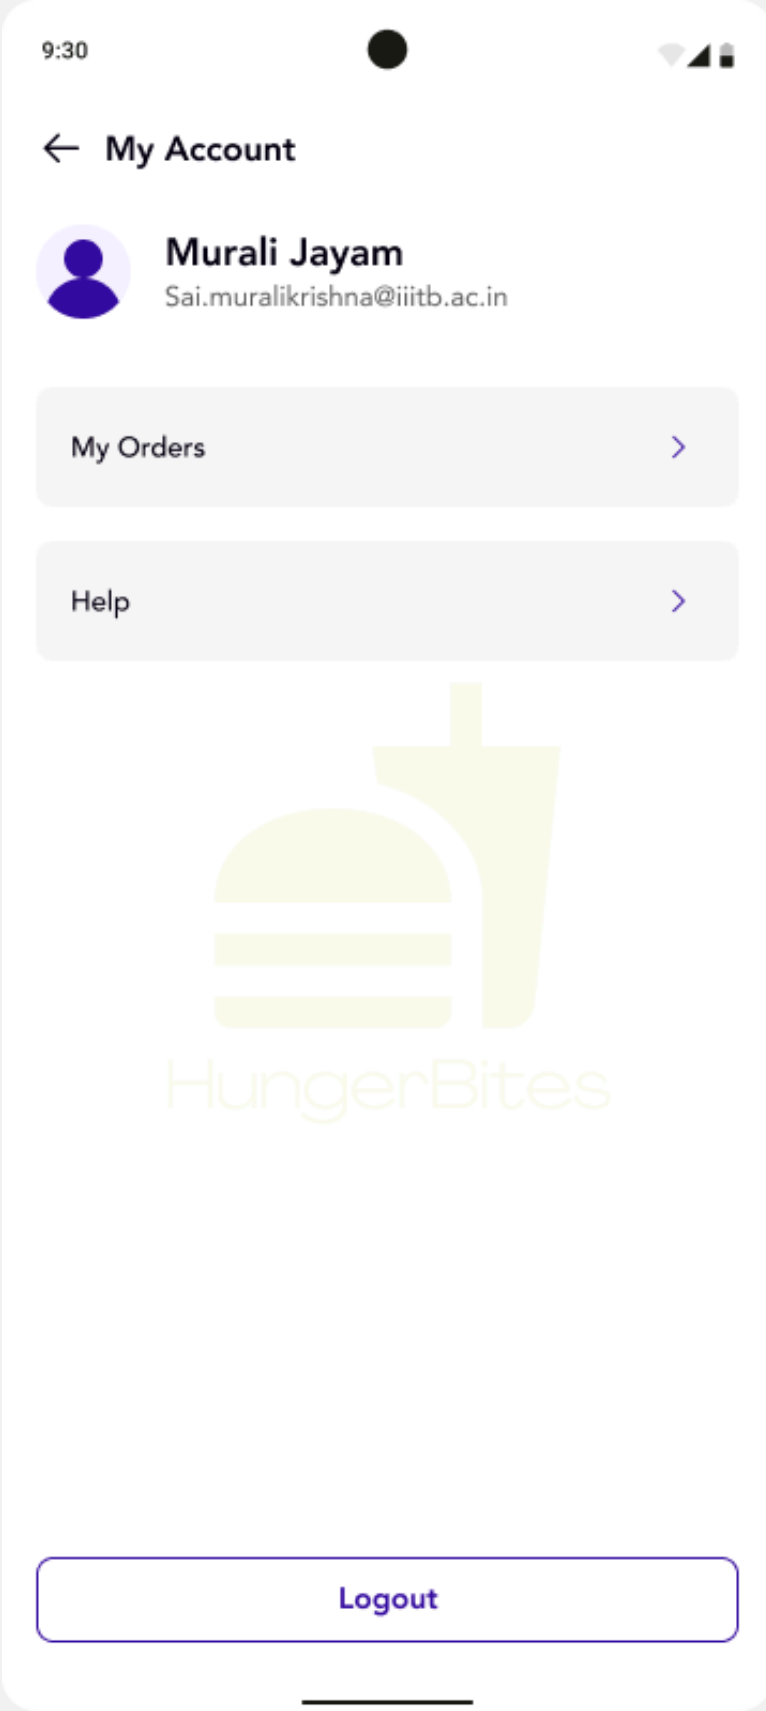 9:30
My Account
Murali Jayam
Sai.muralikrishna@iiitb.ac.in
My Orders
Help
HungerBites
Logout